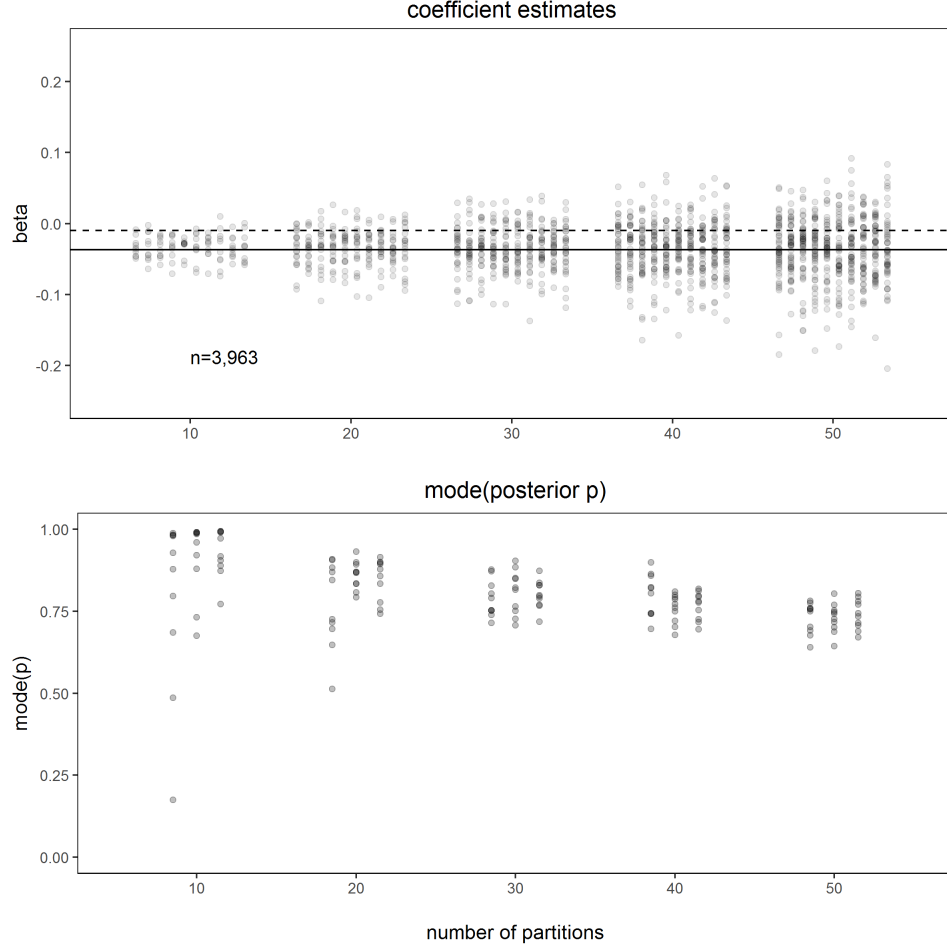 coefficient estimates
0.2
0.1
0.0
-0.1
-0.2
beta
n=3,963
10 20 30 40 50
mode(posterior p)
1.00
0.75
0.50
0.25
0.00
mode(p)
10 20 30 40 50
number of partitions